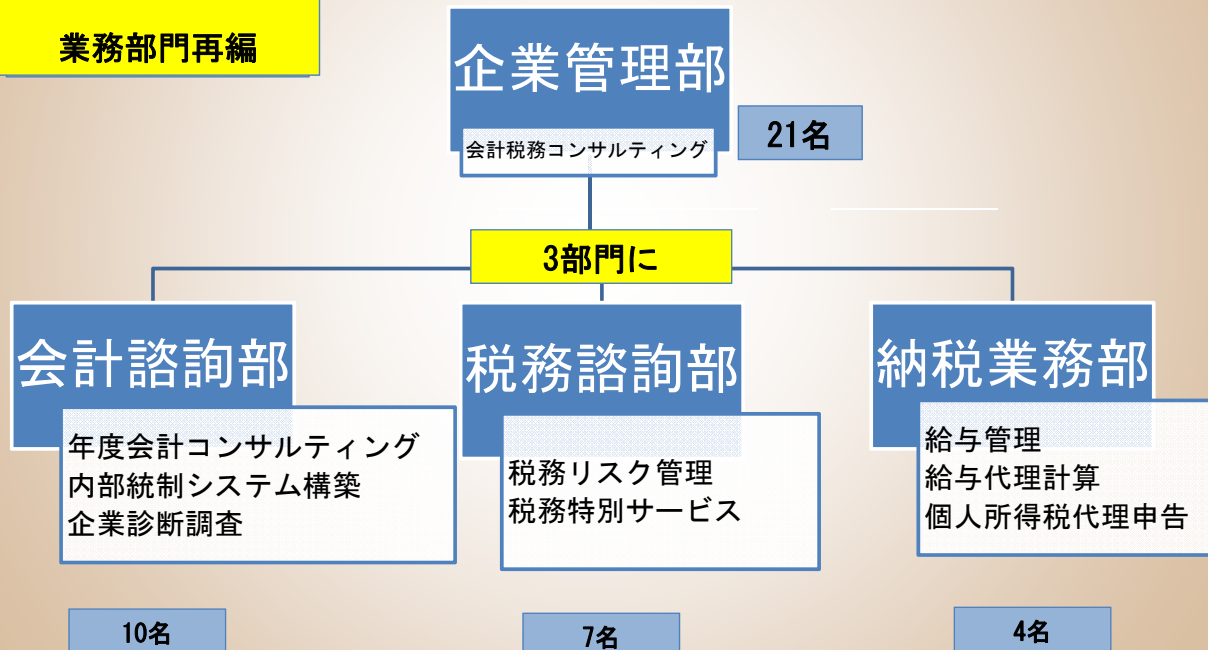 業務部門再編
企業管理部
会計税務コンサルティング
21名
3部門に
会計諮詢部
年度会計コンサルティング
内部統制システム構築
企業診断調査
10名
税務諮詢部
税務リスク管理
税務特別サービス
7名
納税業務部
給与管理
給与代理計算
個人所得税代理申告
4名